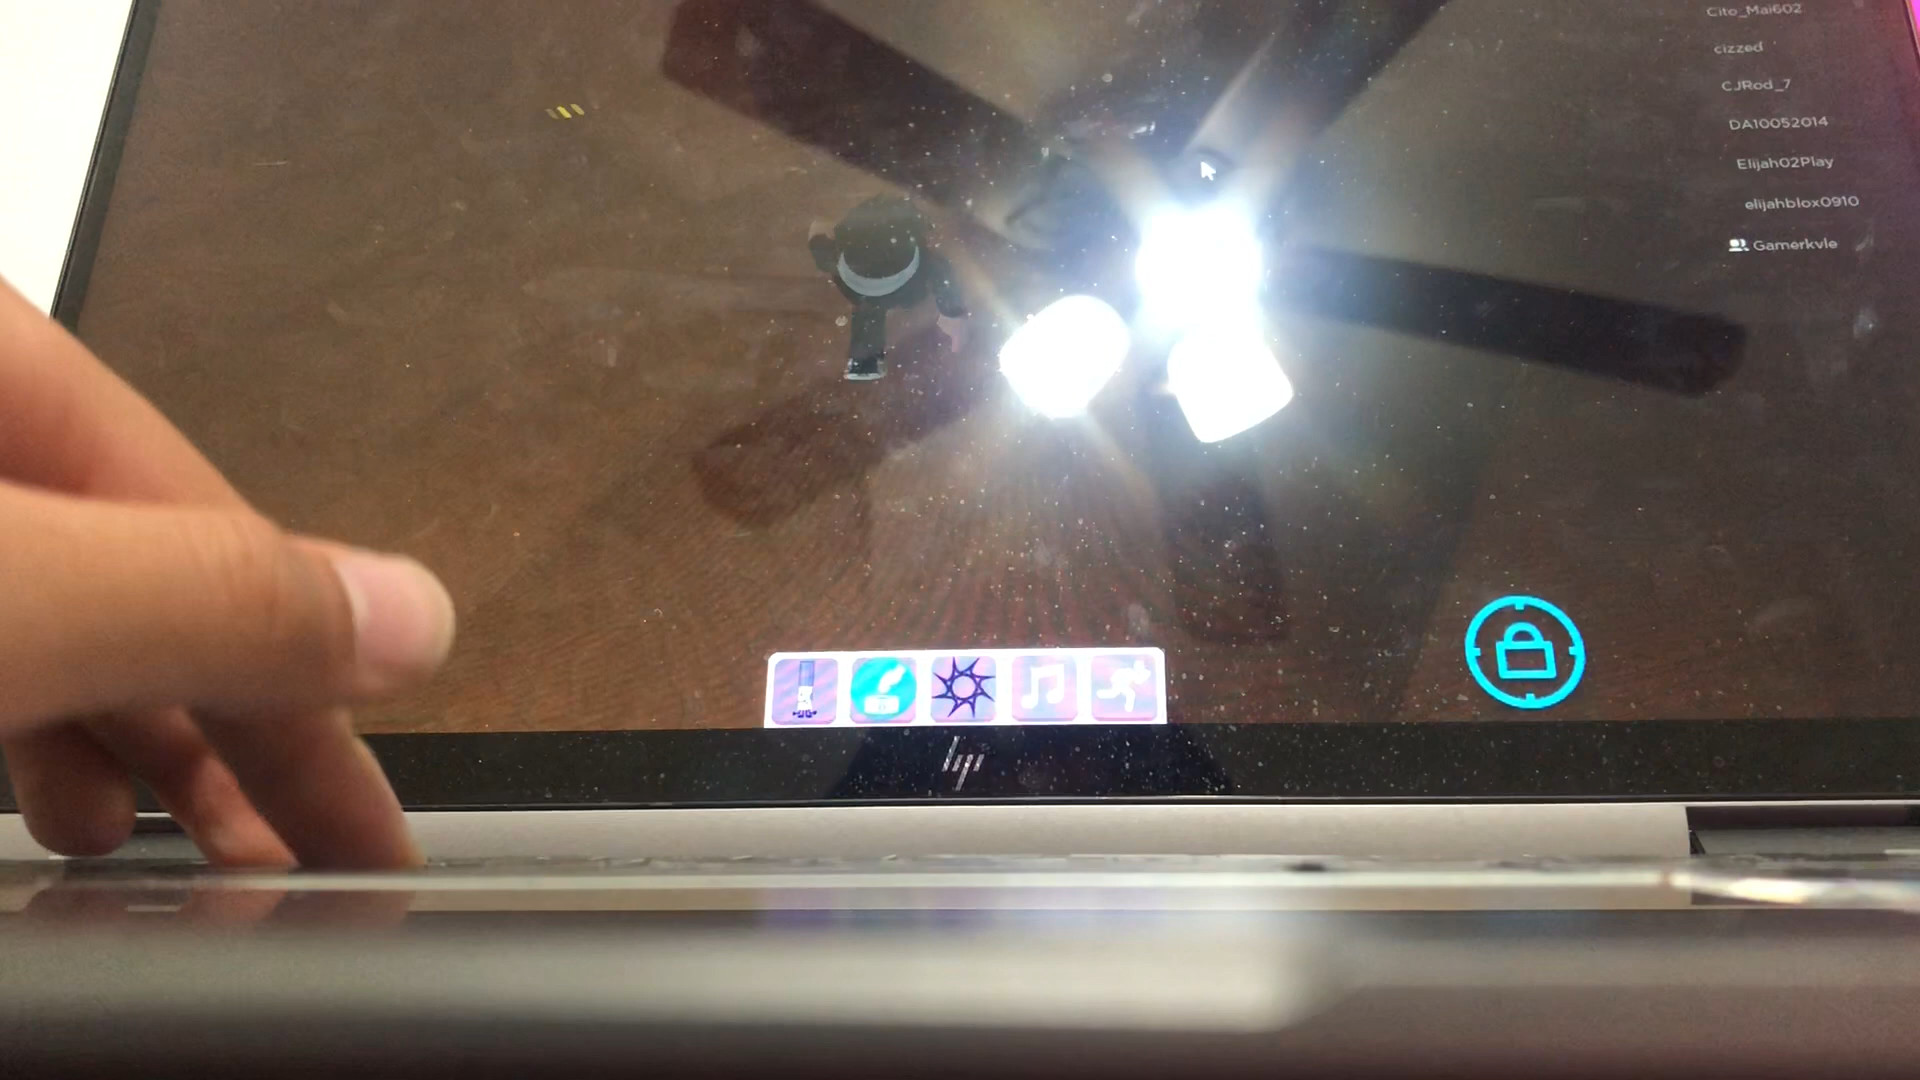 Cito_Mai602
cizzed
CJRod_7
DA10052014
Elijah02Play
elijahblox0910
Gamerkvle
hp